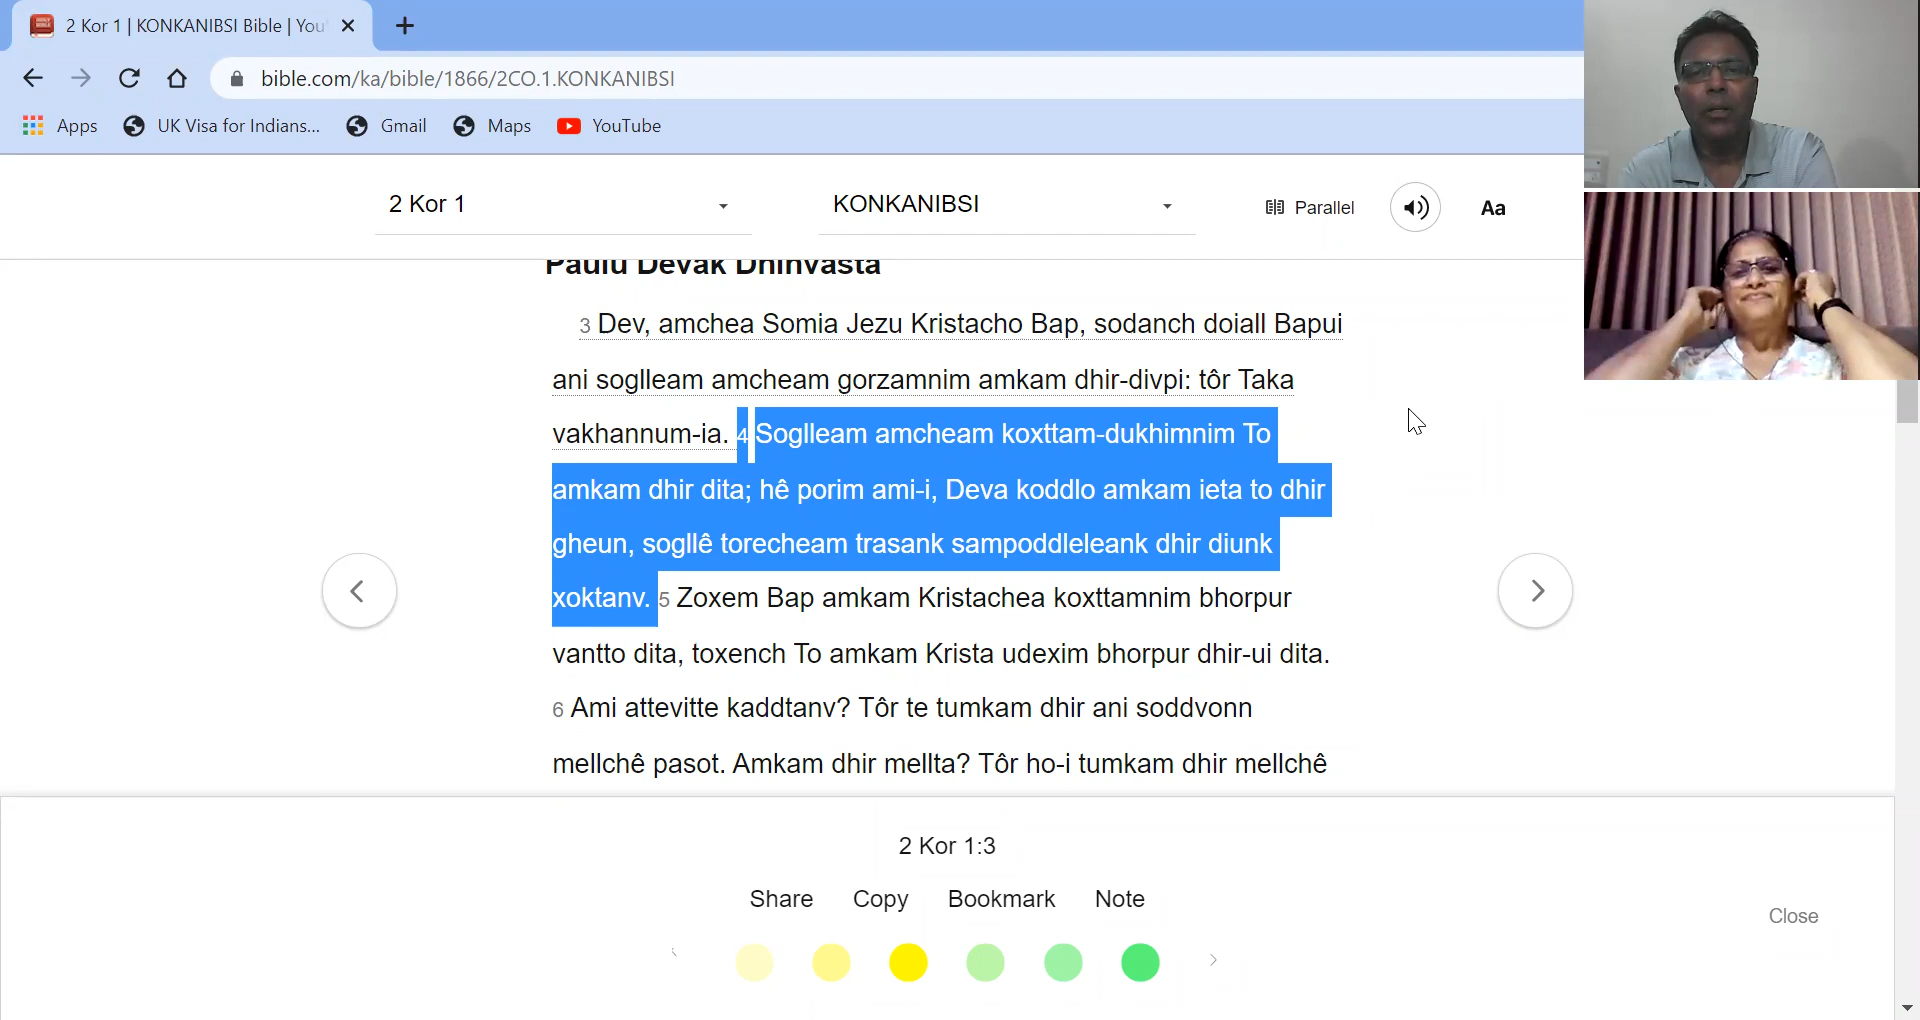 2 Kor 1 | KONKANIBSI Bible | You
bible.com/ka/bible/1866/2CO.1.KONKANIBSI
Apps UK Visa for Indians... Gmail Maps YouTube
2 Kor 1 KONKANIBSI Parallel Aa
Paulu Devak Dhinvasta
3 Dev, amchea Somia Jezu Kristacho Bap, sodanch doiall Bapui
ani soglleam amcheam gorzamnim amkam dhir-divpi: tôr Taka
vakhannum-ia. 4 Soglleam amcheam koxttam-dukhimnim To
amkam dhir dita; hê porim ami-i, Deva koddlo amkam ieta to dhir
gheun, sogllê torecheam trasank sampoddleleank dhir diunk
xoktanv. 5 Zoxem Bap amkam Kristachea koxttamnim bhorpur
vantto dita, toxench To amkam Krista udexim bhorpur dhir-ui dita.
6 Ami attevitte kaddtanv? Tôr te tumkam dhir ani soddvonn
mellchê pasot. Amkam dhir mellta? Tôr ho-i tumkam dhir mellchê
2 Kor 1:3
Share Copy Bookmark Note
Close